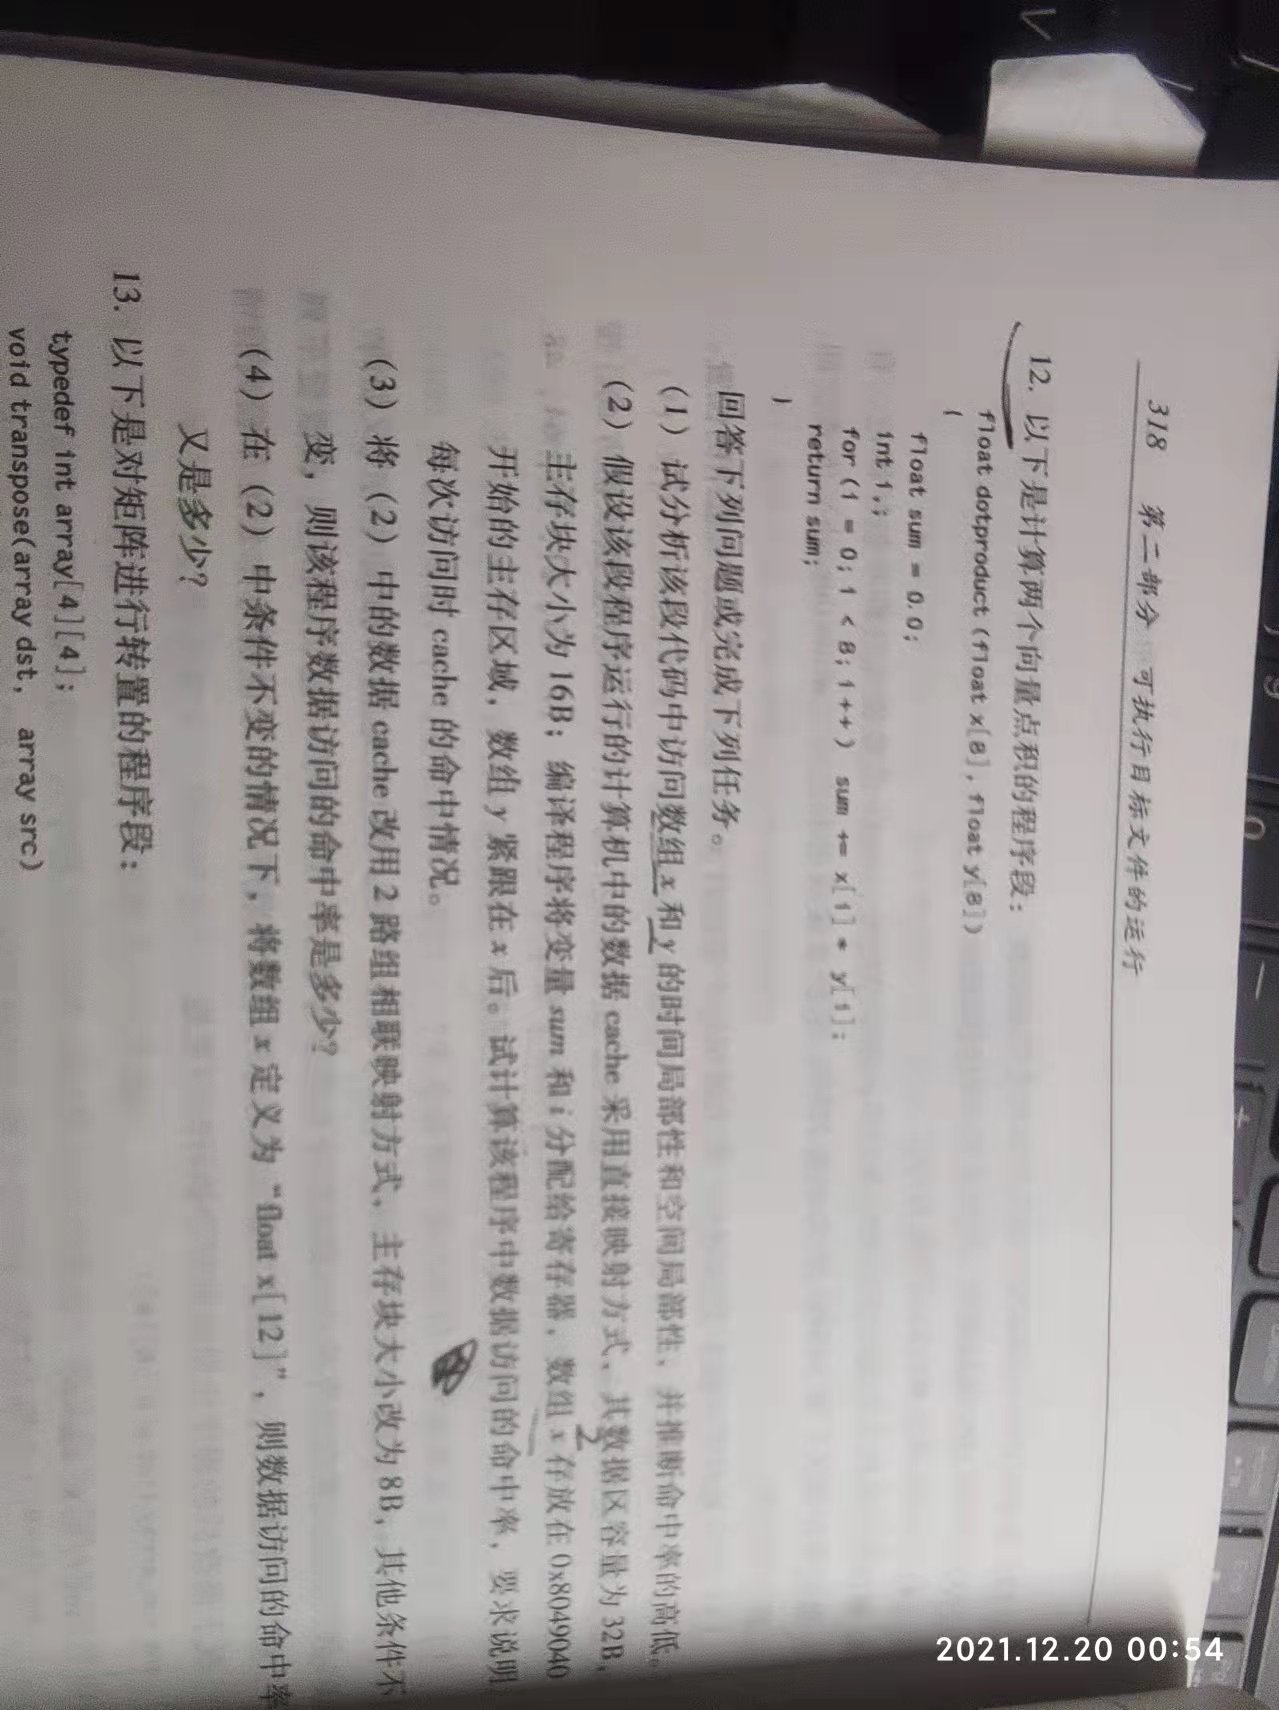 318 第二部分 可执行目标文件的运行
12. 以下是计算两个向量点积的程序段：
float dotproduct (float x[8], float y[8])
{
float sum = 0.0;
int i,;
for (i = 0; i < 8; i++) sum += x[i] * y[i];
return sum;
}
回答下列问题或完成下列任务。
(1) 试分析该段代码中访问数组 x 和 y 的时间局部性和空间局部性，并推断命中率的高低。
(2) 假设该段程序运行的计算机中的数据 cache 采用直接映射方式，其数据区容量为 32B，
2
主存块大小为 16B；编译程序将变量 sum 和 i 分配给寄存器，数组 x 存放在 0x8049040
开始的主存区域，数组 y 紧跟在 x 后。试计算该程序中数据访问的命中率，要求说明
每次访问时 cache 的命中情况。
(3) 将（2）中的数据 cache 改用 2 路组相联映射方式，主存块大小改为 8B，其他条件不
变，则该程序数据访问的命中率是多少？
(4) 在（2）中条件不变的情况下，将数组 x 定义为“float x[12]”，则数据访问的命中率
又是多少？
13. 以下是对矩阵进行转置的程序段：
typedef int array[4][4];
void transpose(array dst, array src)
2021.12.20 00:54